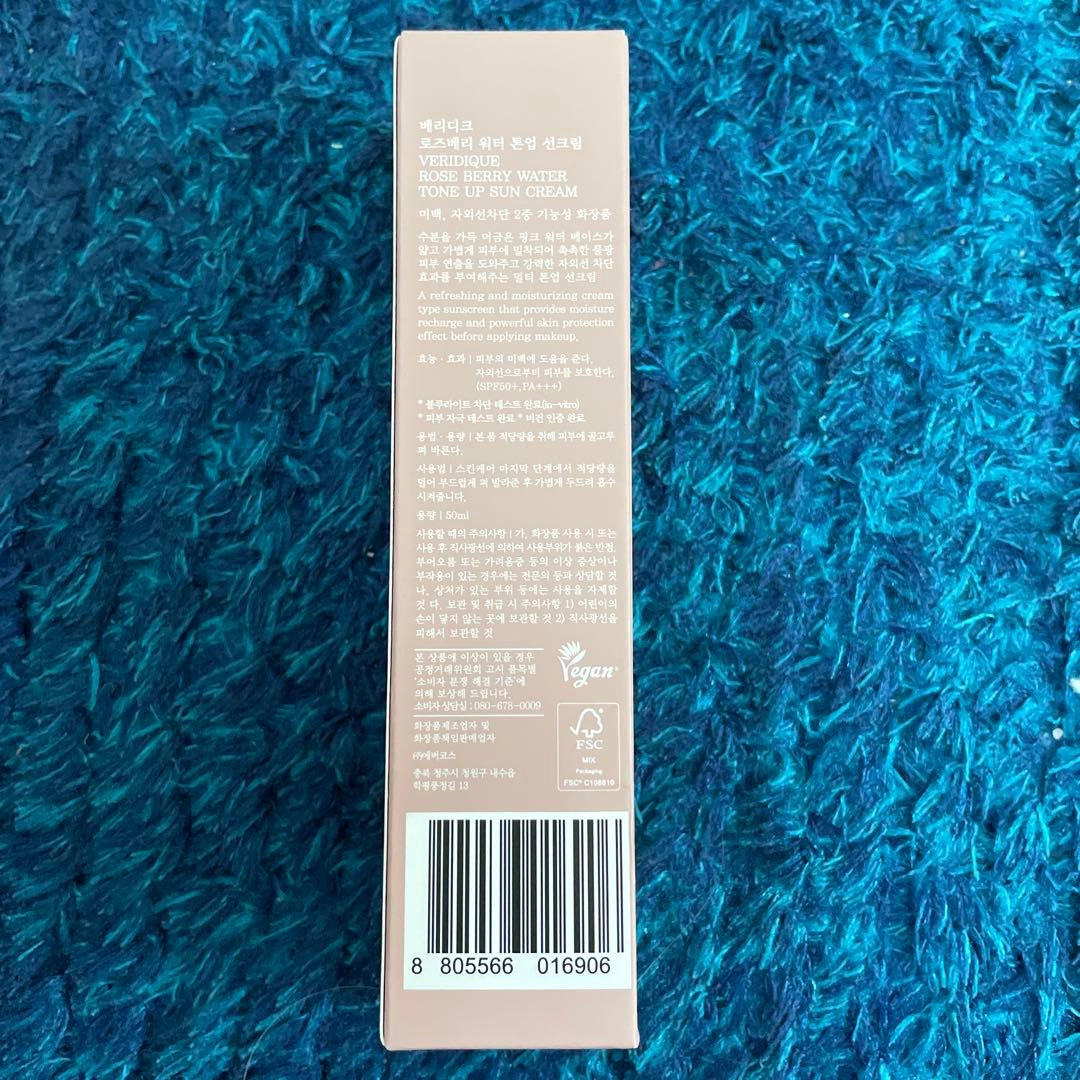 베리디크
로즈베리 워터 톤업 선크림
VERIDIQUE
ROSE BERRY WATER
TONE UP SUN CREAM
미백, 자외선차단 2중 기능성 화장품
수분을 가득 머금은 핑크 워터 베이스가
얇고 가볍게 피부에 밀착되어 촉촉한 물광
피부 연출을 도와주고 강력한 자외선 차단
효과를 부여해주는 멀티 톤업 선크림
A refreshing and moisturizing cream
type sunscreen that provides moisture
recharge and powerful skin protection
effect before applying makeup.
효능 · 효과 | 피부의 미백에 도움을 준다.
자외선으로부터 피부를 보호한다.
(SPF50+,PA+++)
* 블루라이트 차단 테스트 완료(in-vitro)
* 피부 자극 테스트 완료 * 비건 인증 완료
용법 · 용량 | 본 품 적당량을 취해 피부에 골고루
펴 바른다.
사용법 | 스킨케어 마지막 단계에서 적당량을
덜어 부드럽게 펴 발라준 후 가볍게 두드려 흡수
시켜줍니다.
용량 | 50ml
사용할 때의 주의사항 | 가. 화장품 사용 시 또는
사용 후 직사광선에 의하여 사용부위가 붉은 반점,
부어오름 또는 가려움증 등의 이상 증상이나
부작용이 있는 경우에는 전문의 등과 상담할 것
나. 상처가 있는 부위 등에는 사용을 자제할
것 다. 보관 및 취급 시 주의사항 1) 어린이의
손이 닿지 않는 곳에 보관할 것 2) 직사광선을
피해서 보관할 것
본 상품에 이상이 있을 경우
공정거래위원회 고시 품목별
'소비자 분쟁 해결 기준'에
의해 보상해 드립니다.
소비자상담실 : 080-678-0009
Vegan®
화장품제조업자 및
화장품책임판매업자
㈜에버코스
충북 청주시 청원구 내수읍
학평풍정길 13
FSC
MIX
Packaging
FSC® C108810
8 805566 016906